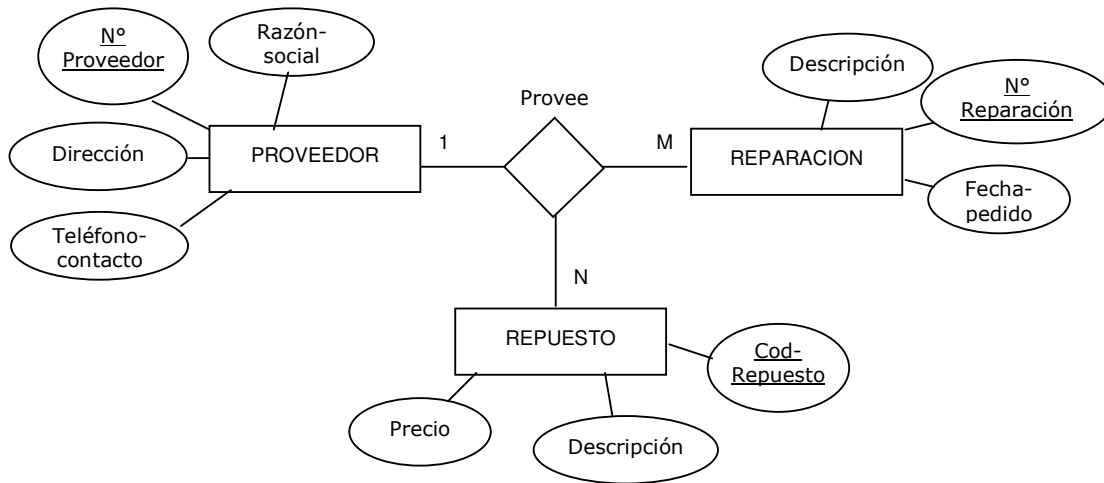 N°
Proveedor
Razón-
social
Dirección
PROVEEDOR
Teléfono-
contacto
1
Provee
M
Descripción
N°
Reparación
REPARACION
Fecha-
pedido
N
REPUESTO
Cod-
Repuesto
Precio
Descripción